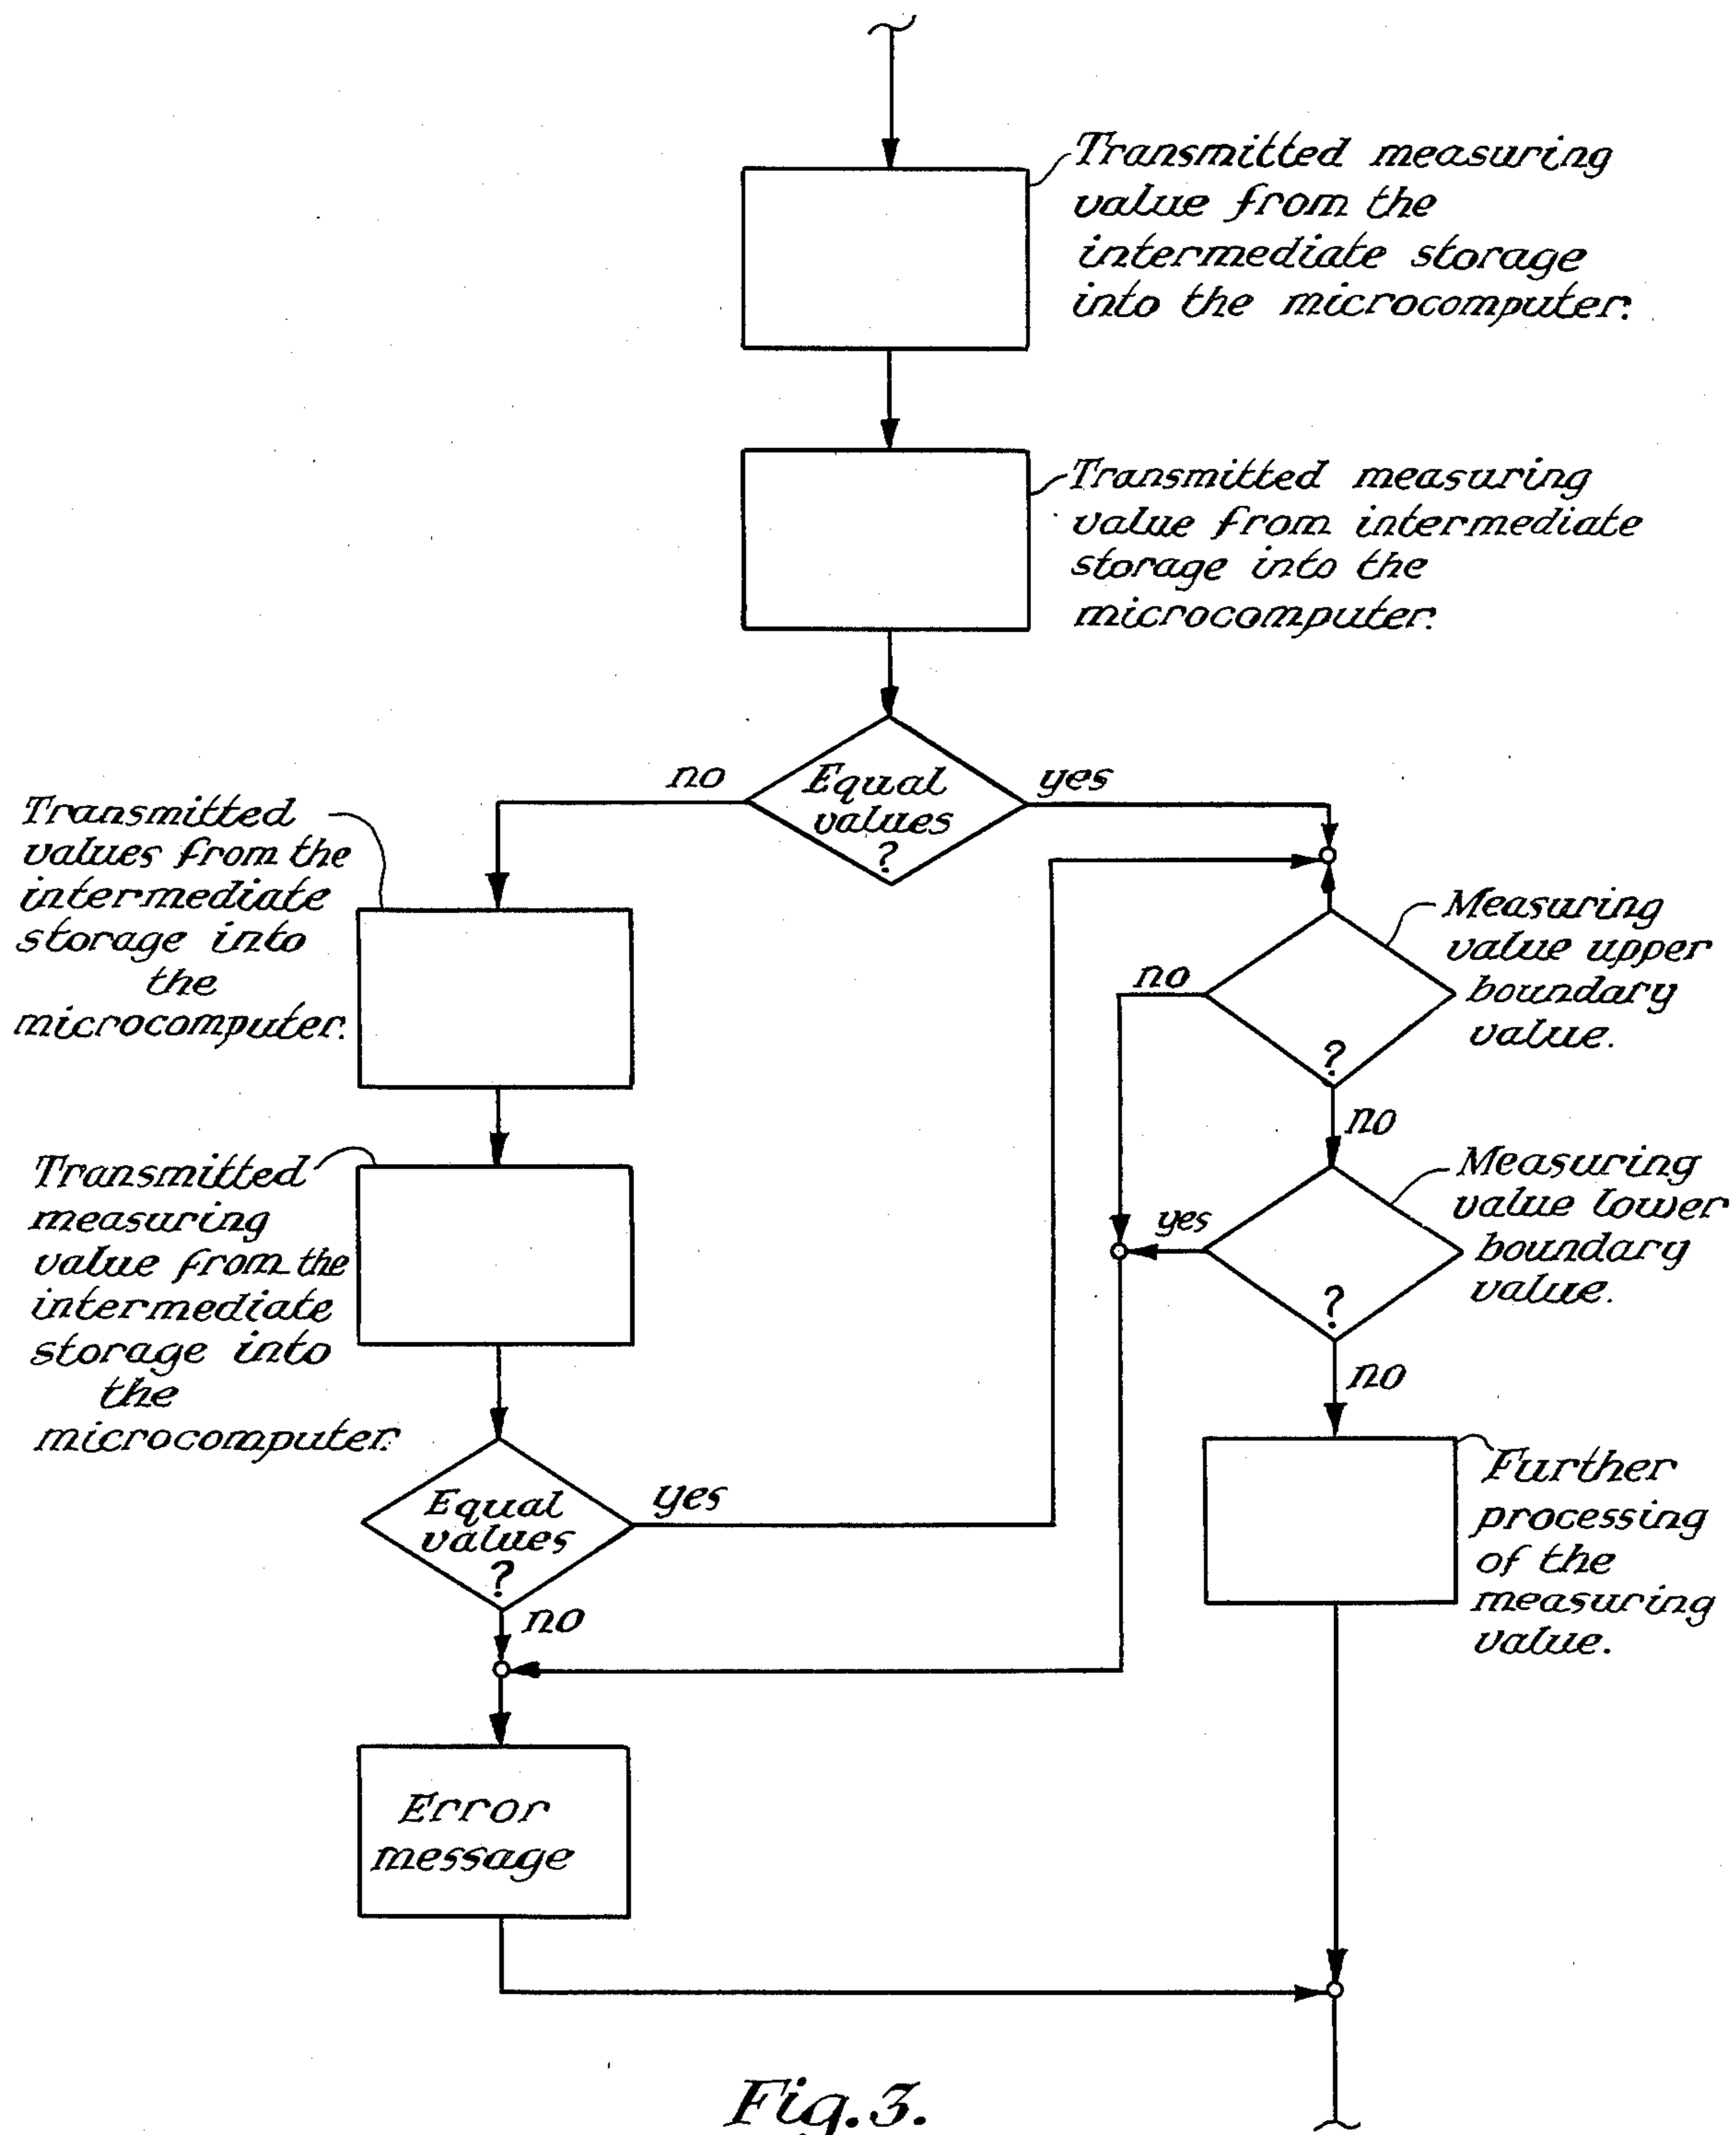 Transmitted measuring
value from the
intermediate storage
into the microcomputer.
Transmitted measuring
value from intermediate
storage into the
microcomputer.
no
Equal
values
?
yes
Transmitted
values from the
intermediate
storage into
the
microcomputer.
Measuring
value upper
boundary
value.
no
?
no
Transmitted
measuring
value from the
intermediate
storage into
the
microcomputer.
Measuring
value lower
boundary
value.
yes
?
no
Equal
values
?
yes
no
Further
processing
of the
measuring
value.
Error
message
Fig. 3.